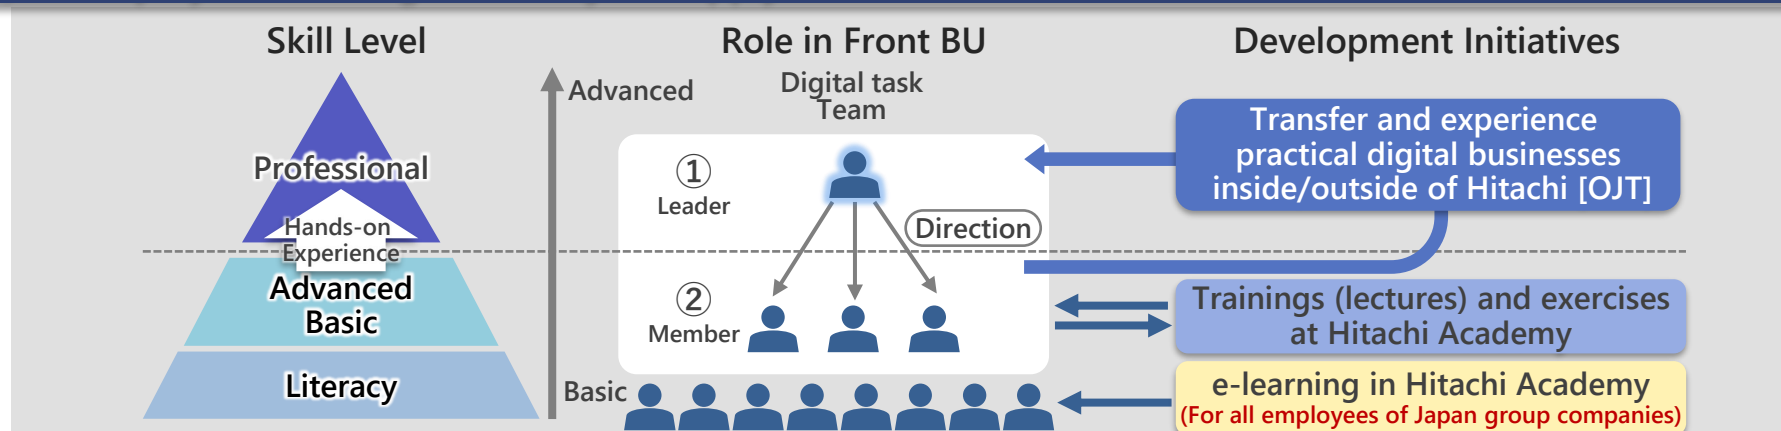 Skill Level
Role in Front BU
Development Initiatives
Professional
Hands-on
Experience
Advanced
Basic
Literacy
Advanced
Basic
Digital task
Team
①
Leader
Direction
②
Member
Transfer and experience
practical digital businesses
inside/outside of Hitachi [OJT]
Trainings (lectures) and exercises
at Hitachi Academy
e-learning in Hitachi Academy
(For all employees of Japan group companies)